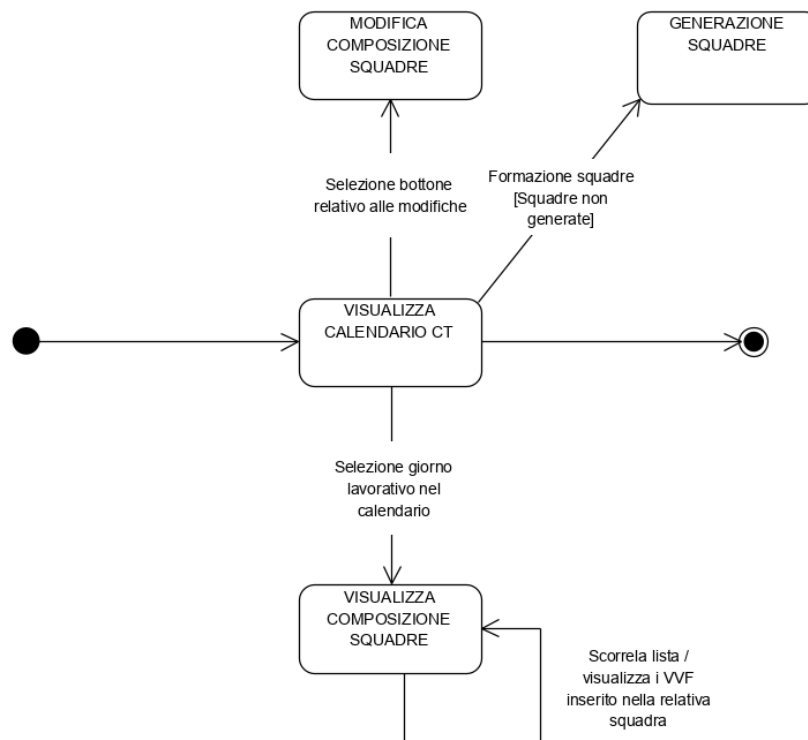 MODIFICA
COMPOSIZIONE
SQUADRE
GENERAZIONE
SQUADRE
Selezione bottone
relativo alle modifiche
Formazione squadre
[Squadre non
generate]
VISUALIZZA
CALENDARIO CT
Selezione giorno
lavorativo nel
calendario
VISUALIZZA
COMPOSIZIONE
SQUADRE
Scorrela lista /
visualizza i VVF
inserito nella relativa
squadra